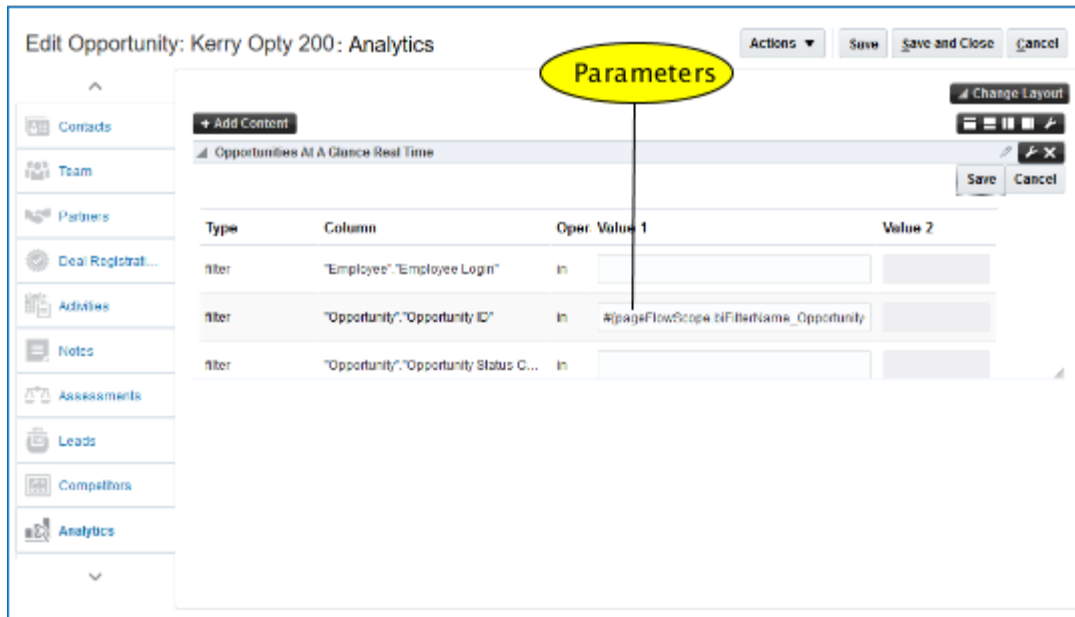 Edit Opportunity: Kerry Opty 200: Analytics
Actions Save Save and Close Cancel
Parameters
Change Layout
Contacts
+ Add Content
Opportunities At A Glance Real Time
Team
Save Cancel
Partners
Type Column Oper. Value 1 Value 2
Deal Registrati...
filter "Employee"."Employee Login" in
Activities
filter "Opportunity"."Opportunity ID" in #{pageFlowScope.biFilterName_Opportunity
Notes
filter "Opportunity"."Opportunity Status C... in
Assessments
Leads
Competitors
Analytics